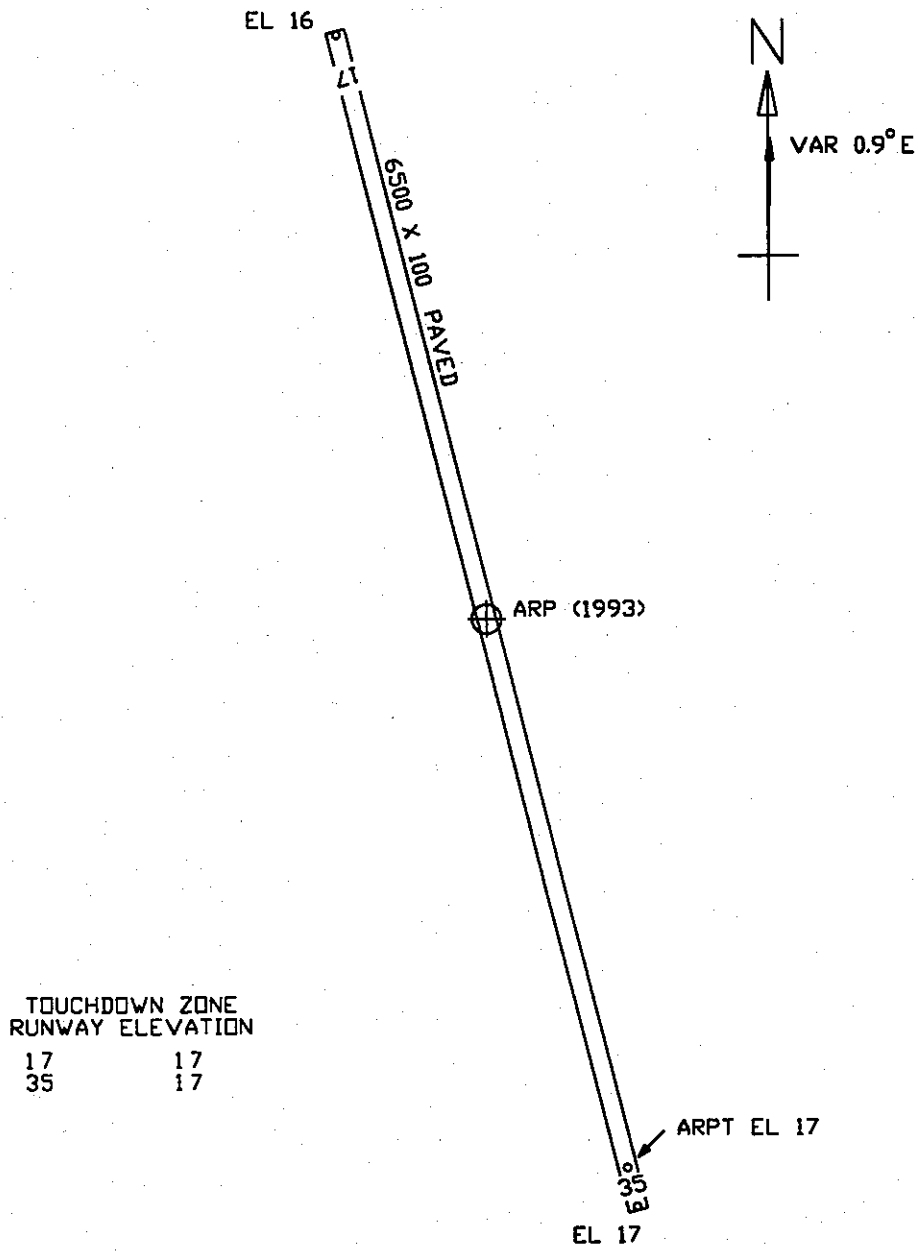 EL 16
N
VAR 0.9° E
17
6500 X 100 PAVED
ARP (1993)
TOUCHDOWN ZONE
RUNWAY ELEVATION
17 17
35 17
ARPT EL 17
35
EL 17